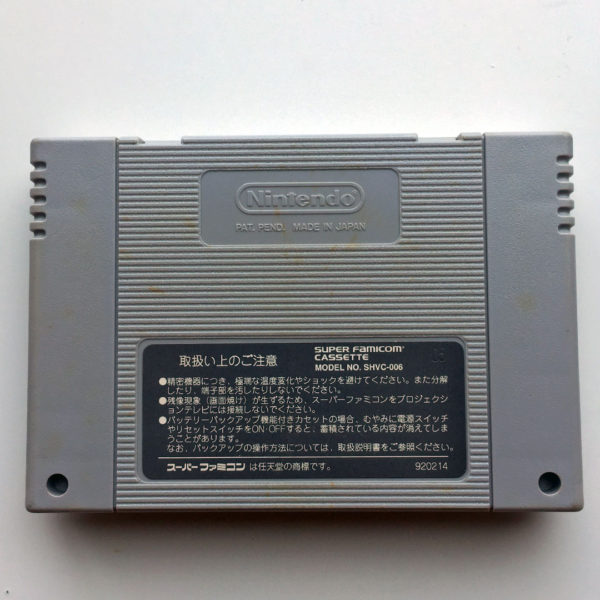 Nintendo
PAT. PEND. MADE IN JAPAN
取扱い上のご注意
SUPER FAMICOM
CASSETTE
MODEL NO. SHVC-006
●精密機器につき、極端な温度変化やショックを避けてください。また分解
したり、端子部を汚したりしないでください。
●残像現象（画面焼け）が生ずるため、スーパーファミコンをプロジェクシ
ョンテレビには接続しないでください。
●バッテリーバックアップ機能付きカセットの場合、むやみに電源スイッチ
やリセットスイッチをON・OFFすると、蓄積されている内容が消えてしま
うことがあります。
なお、バックアップの操作方法については、取扱説明書をご参照ください。
スーパーファミコンは任天堂の商標です。
920214